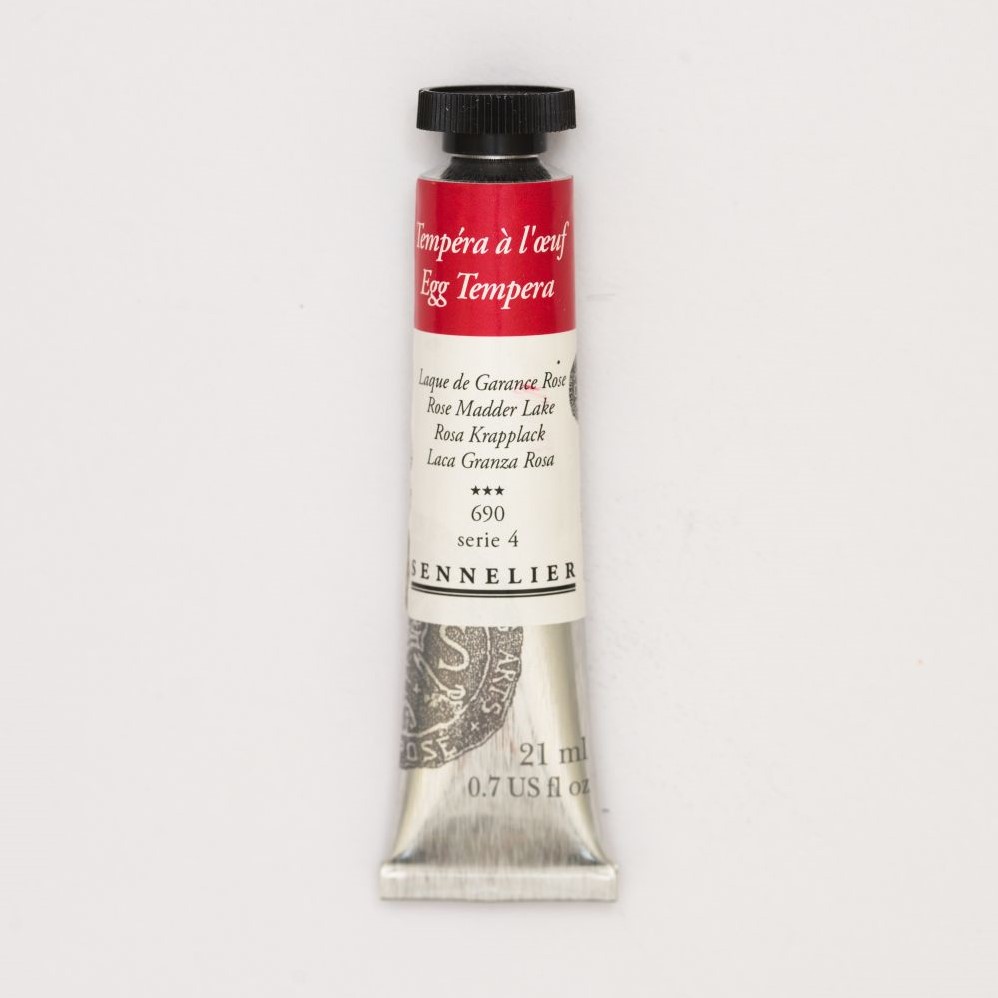 Tempéra à l'œuf
Egg Tempera
Laque de Garance Rose
Rose Madder Lake
Rosa Krapplack
Laca Granza Rosa
★★★
690
serie 4
SENNELIER
ARTS
21 ml
0.7 US fl oz